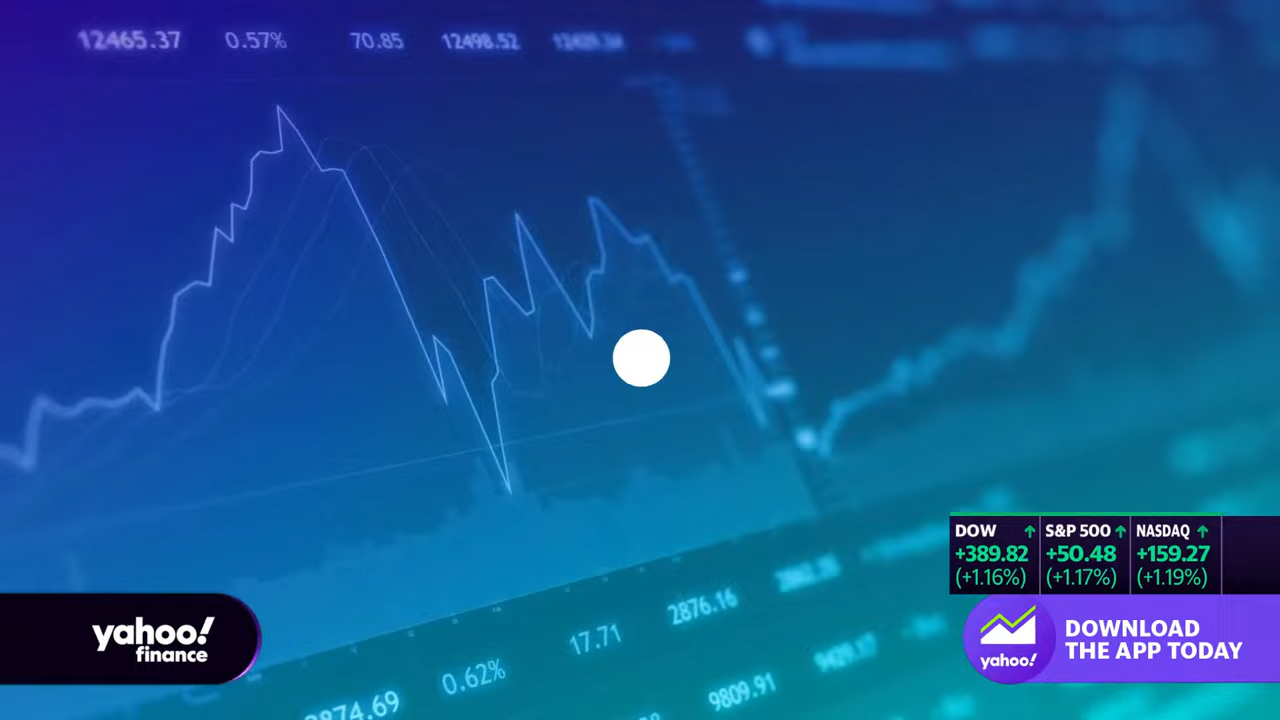 12465.37 0.57% 70.85 12498.52
DOW S&P 500 NASDAQ
+389.82 +50.48 +159.27
(+1.16%) (+1.17%) (+1.19%)
yahoo!
finance
yahoo!
DOWNLOAD
THE APP TODAY
17.71 2876.16
0.62%
9809.91